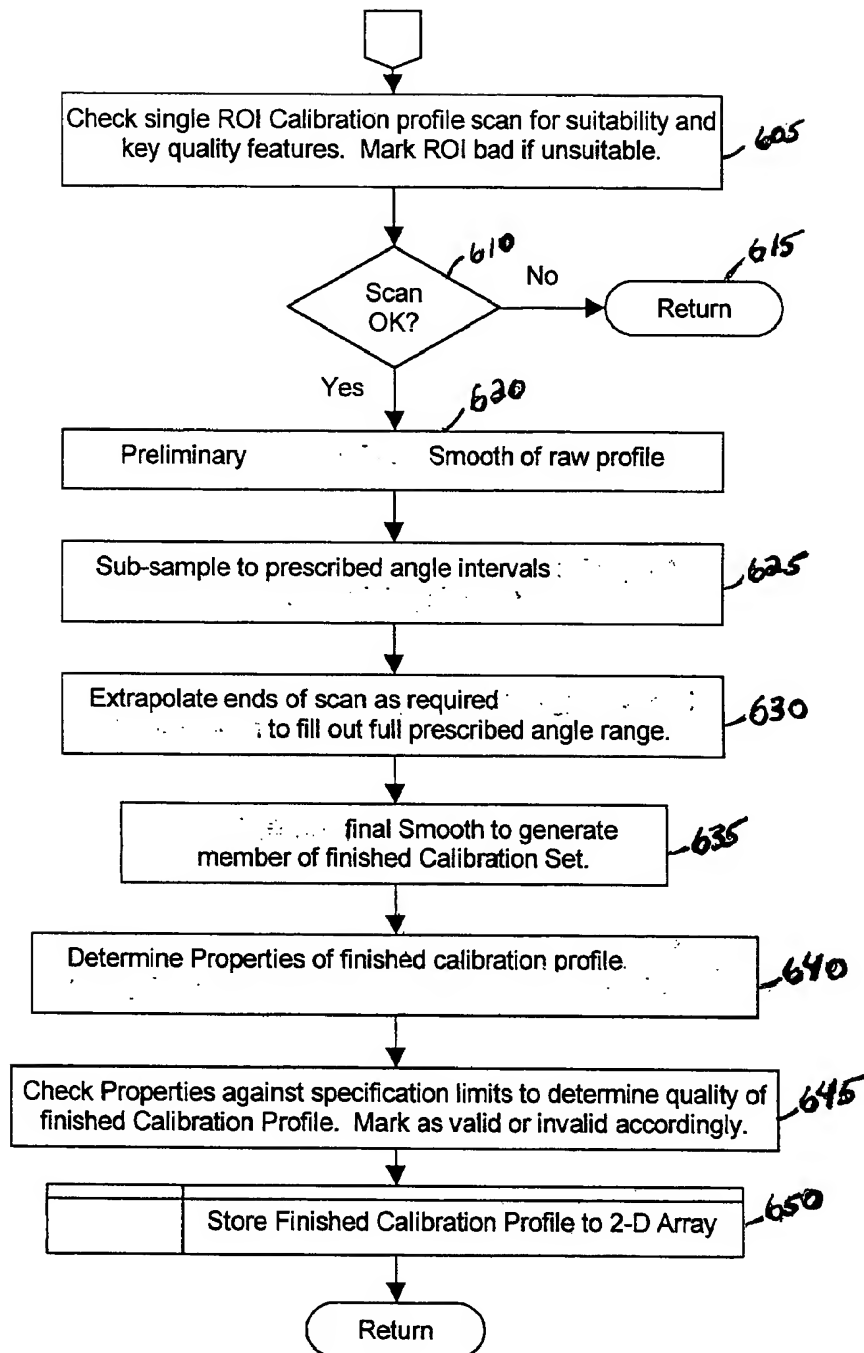 Check single ROI Calibration profile scan for suitability and
key quality features. Mark ROI bad if unsuitable.
605
610
Scan
OK?
No
615
Return
Yes
620
Preliminary Smooth of raw profile
Sub-sample to prescribed angle intervals
625
Extrapolate ends of scan as required
to fill out full prescribed angle range.
630
final Smooth to generate
member of finished Calibration Set.
635
Determine Properties of finished calibration profile.
640
Check Properties against specification limits to determine quality of
finished Calibration Profile. Mark as valid or invalid accordingly.
645
Store Finished Calibration Profile to 2-D Array
650
Return